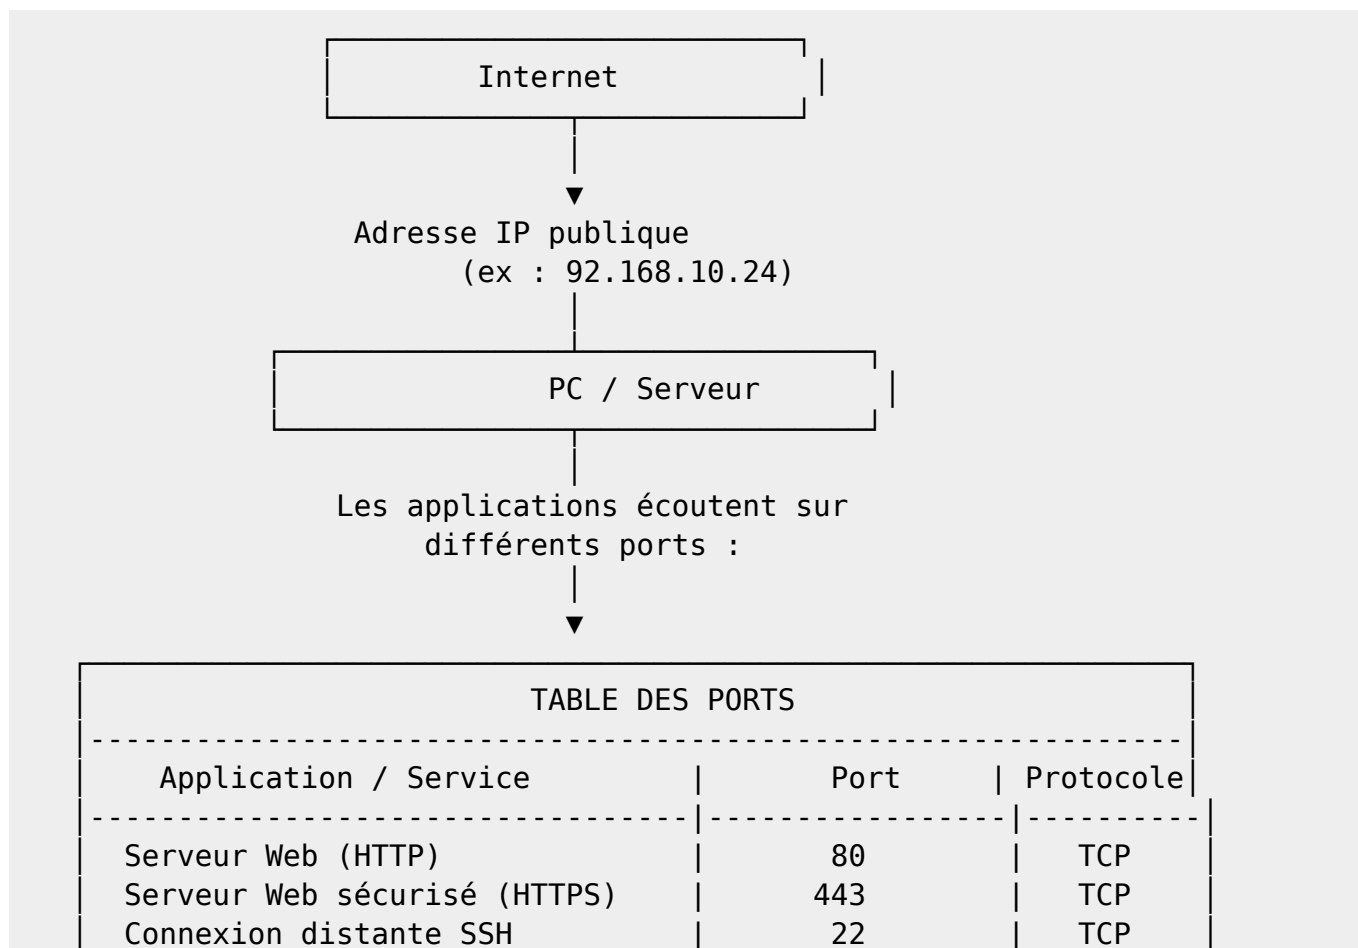 Internet
Adresse IP publique
(ex : 92.168.10.24)
PC / Serveur
Les applications écoutent sur
différents ports :
TABLE DES PORTS
Application / Service | Port | Protocole
Serveur Web (HTTP) | 80 | TCP
Serveur Web sécurisé (HTTPS) | 443 | TCP
Connexion distante SSH | 22 | TCP